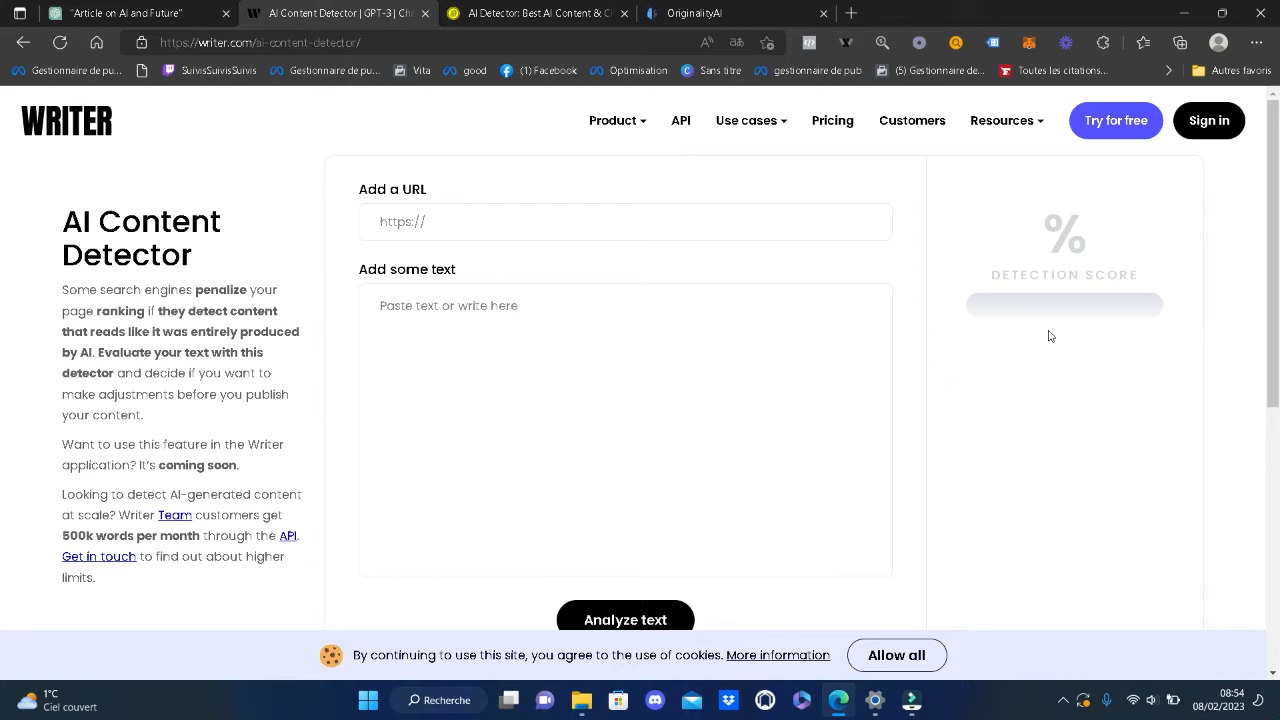 "Article on AI and Future"
AI Content Detector | GPT-3 | Che
AI Detector: Best AI Content & Ch
OriginalityAI
https://writer.com/ai-content-detector/
Gestionnaire de pu...
SuivisSuivisSuivis
Gestionnaire de pu...
Vita
good
(1) Facebook
Optimisation
Sans titre
gestionnaire de pub
(5) Gestionnaire de...
Toutes les citations...
Autres favoris
WRITER
Product
API
Use cases
Pricing
Customers
Resources
Try for free
Sign in
AI Content
Detector
Some search engines penalize your
page ranking if they detect content
that reads like it was entirely produced
by AI. Evaluate your text with this
detector and decide if you want to
make adjustments before you publish
your content.
Want to use this feature in the Writer
application? It's coming soon.
Looking to detect AI-generated content
at scale? Writer Team customers get
500k words per month through the API.
Get in touch to find out about higher
limits.
Add a URL
https://
Add some text
Paste text or write here
Analyze text
%
DETECTION SCORE
By continuing to use this site, you agree to the use of cookies. More information
Allow all
1°C
Ciel couvert
Recherche
08:54
08/02/2023